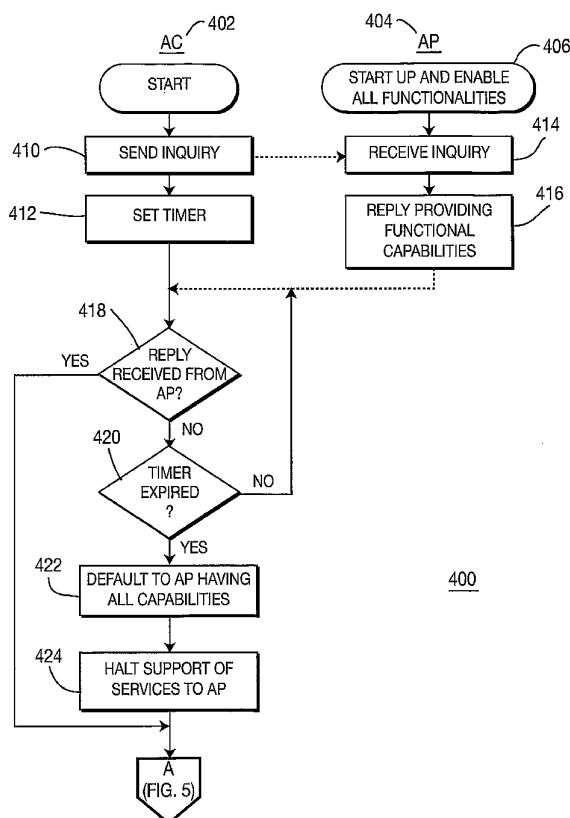 402
AC
404
AP
406
START
START UP AND ENABLE
ALL FUNCTIONALITIES
410
SEND INQUIRY
RECEIVE INQUIRY
414
412
SET TIMER
REPLY PROVIDING
FUNCTIONAL
CAPABILITIES
416
418
YES
REPLY
RECEIVED FROM
AP?
NO
420
TIMER
EXPIRED
?
NO
YES
422
DEFAULT TO AP HAVING
ALL CAPABILITIES
400
424
HALT SUPPORT OF
SERVICES TO AP
A
(FIG. 5)